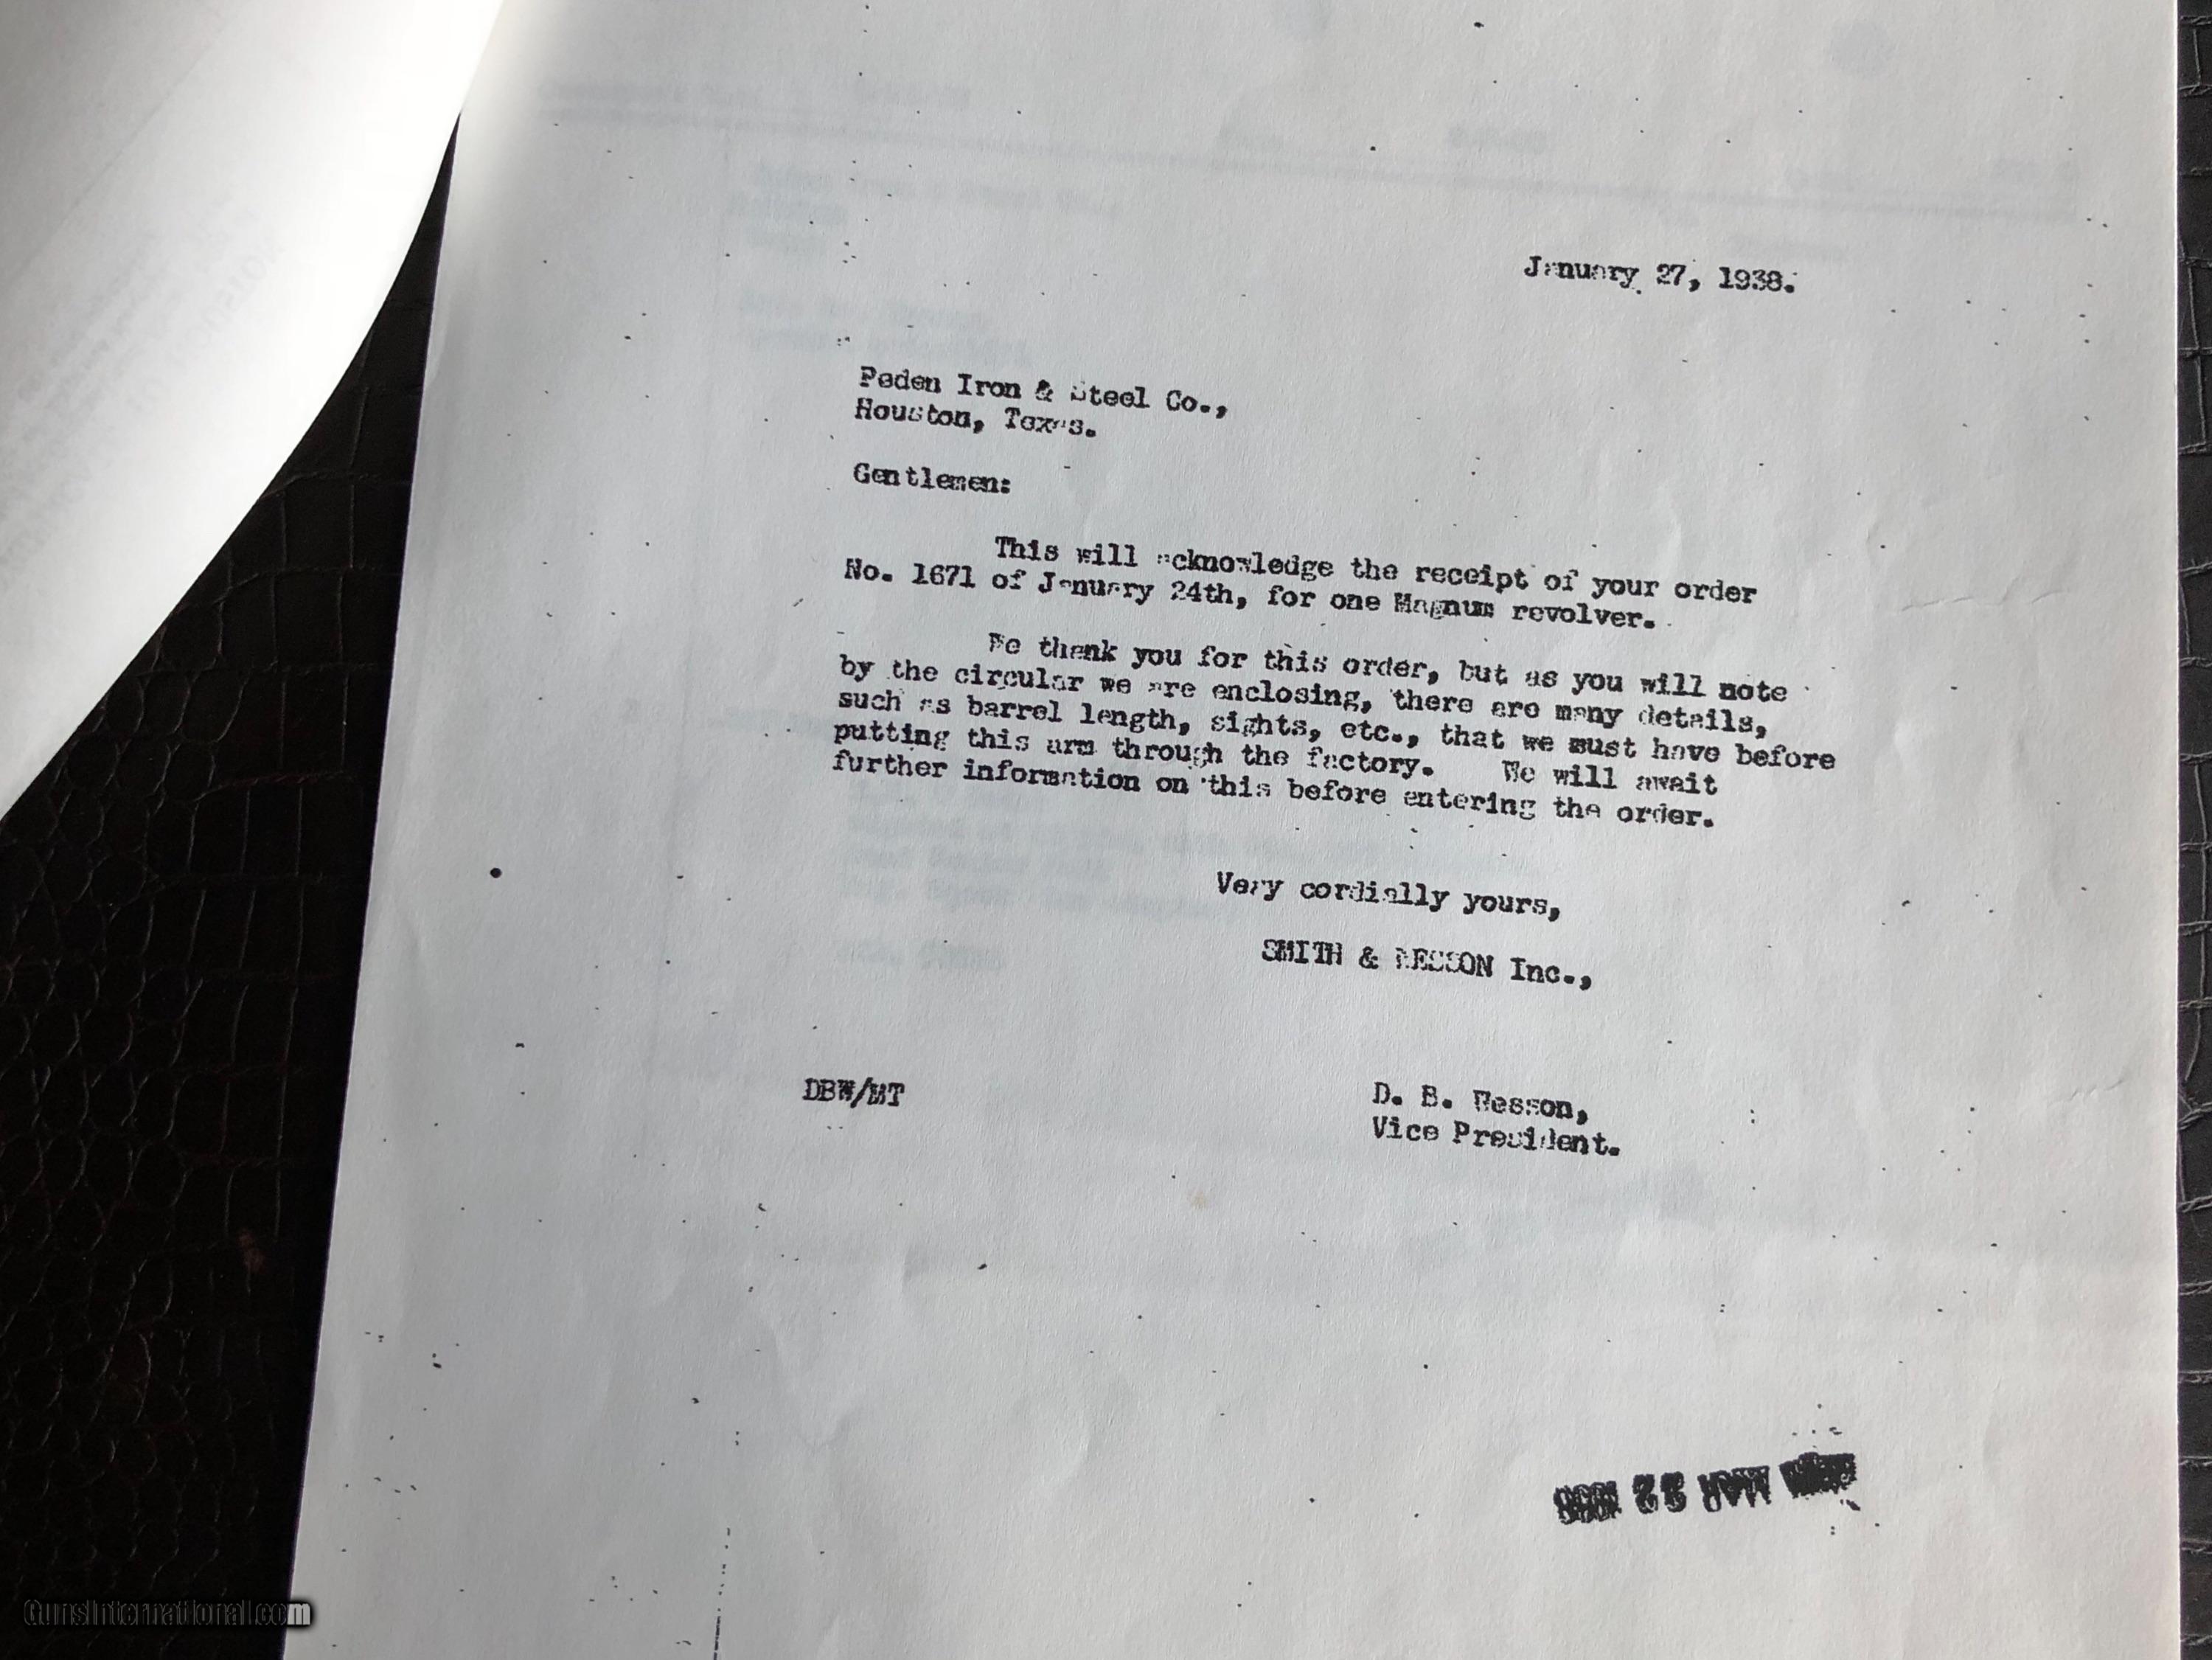 January 27, 1938.
Peden Iron & Steel Co.,
Houston, Texas.
Gentlemen:
This will acknowledge the receipt of your order
No. 1671 of January 24th, for one Magnum revolver.
We thank you for this order, but as you will note
by the circular we are enclosing, there are many details,
such as barrel length, sights, etc., that we must have before
putting this arm through the factory. We will await
further information on this before entering the order.
Very cordially yours,
SMITH & WESSON Inc.,
DBW/MT
D. B. Wesson,
Vice President.
GunsInternational.com